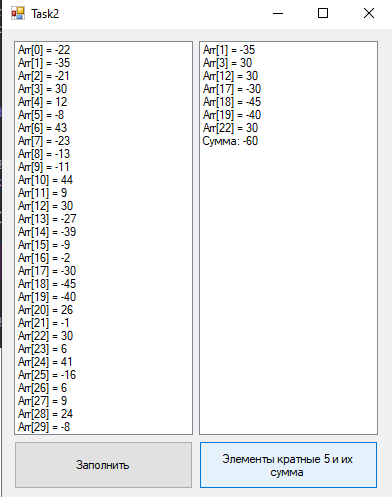 Task2
Arr[0] = -22
Arr[1] = -35
Arr[2] = -21
Arr[3] = 30
Arr[4] = 12
Arr[5] = -8
Arr[6] = 43
Arr[7] = -23
Arr[8] = -13
Arr[9] = -11
Arr[10] = 44
Arr[11] = 9
Arr[12] = 30
Arr[13] = -27
Arr[14] = -39
Arr[15] = -9
Arr[16] = -2
Arr[17] = -30
Arr[18] = -45
Arr[19] = -40
Arr[20] = 26
Arr[21] = -1
Arr[22] = 30
Arr[23] = 6
Arr[24] = 41
Arr[25] = -16
Arr[26] = 6
Arr[27] = 9
Arr[28] = 24
Arr[29] = -8
Arr[1] = -35
Arr[3] = 30
Arr[12] = 30
Arr[17] = -30
Arr[18] = -45
Arr[19] = -40
Arr[22] = 30
Сумма: -60
Заполнить
Элементы кратные 5 и их
сумма